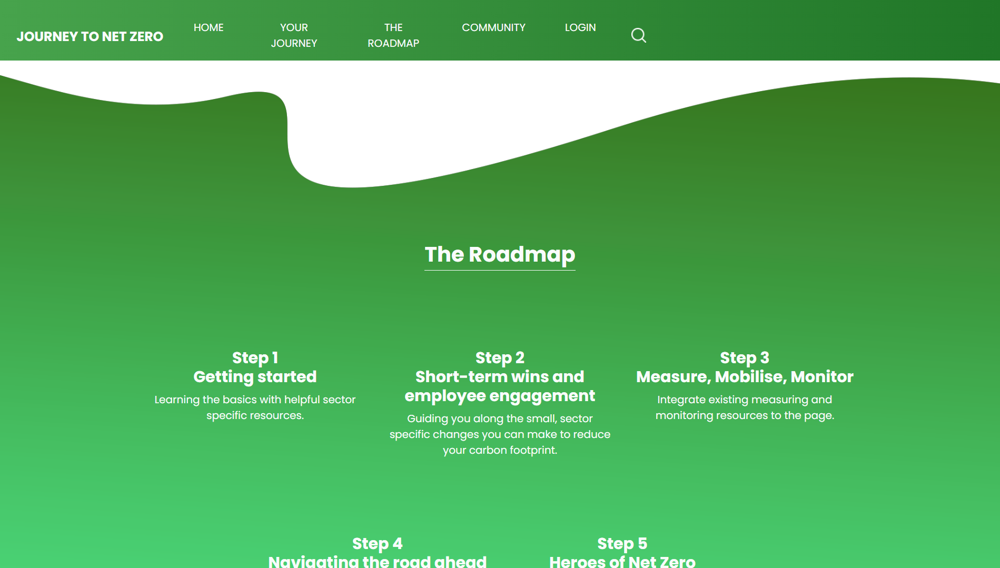 JOURNEY TO NET ZERO
HOME
YOUR
JOURNEY
THE
ROADMAP
COMMUNITY
LOGIN
The Roadmap
Step 1
Getting started
Learning the basics with helpful sector
specific resources.
Step 2
Short-term wins and
employee engagement
Guiding you along the small, sector
specific changes you can make to reduce
your carbon footprint.
Step 3
Measure, Mobilise, Monitor
Integrate existing measuring and
monitoring resources to the page.
Step 4
Navigating the road ahead
Step 5
Heroes of Net Zero